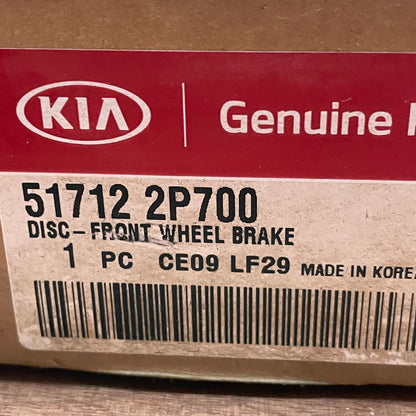 KIA
Genuine
51712 2P700
DISC-FRONT WHEEL BRAKE
1 PC CE09 LF29 MADE IN KOREA